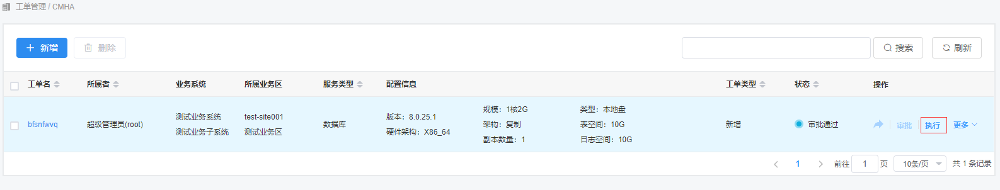 工单管理 / CMHA
新增 删除 搜索 刷新
工单名 所属者 业务系统 所属业务区 服务类型 配置信息 工单类型 状态 操作
规模：1核2G 类型：本地盘
测试业务系统 test-site001 版本：8.0.25.1
bfsnfwvq 超级管理员(root) 数据库 架构：复制 表空间：10G 新增 审批通过 审批 执行 更多
测试业务子系统 测试业务区 硬件架构：X86_64
副本数量：1 日志空间：10G
1 前往 1 页 10条/页 共 1 条记录